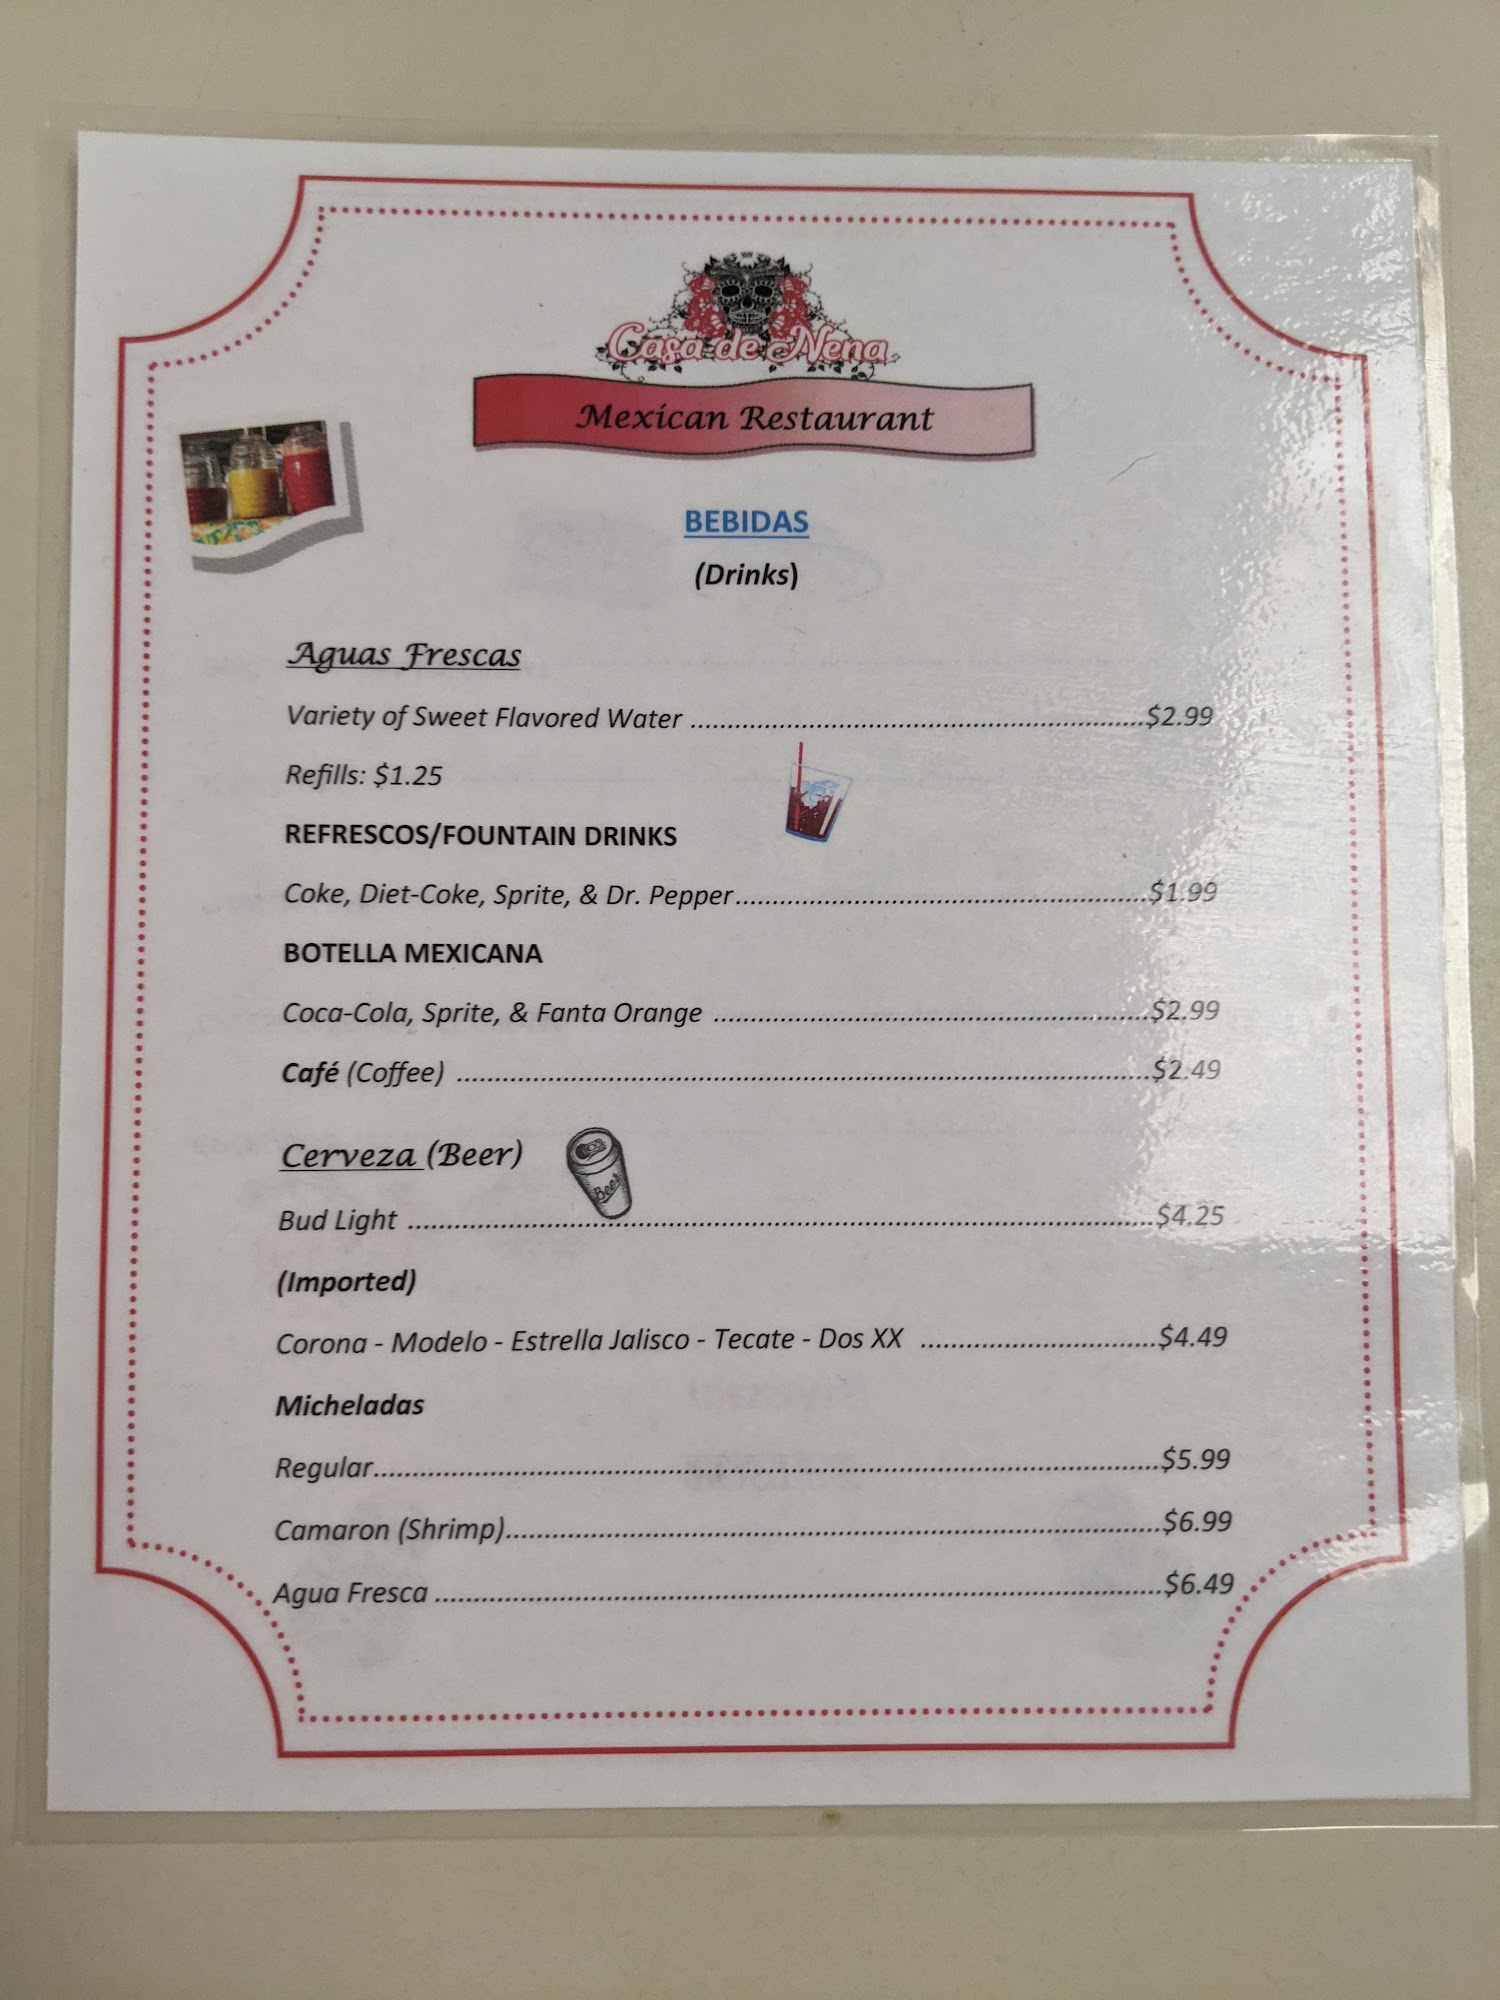 Casa de Nena
Mexican Restaurant
BEBIDAS
(Drinks)
Aguas Frescas
Variety of Sweet Flavored Water ............................................................$2.99
Refills: $1.25
REFRESCOS/FOUNTAIN DRINKS
Coke, Diet-Coke, Sprite, & Dr. Pepper......................................................$1.99
BOTELLA MEXICANA
Coca-Cola, Sprite, & Fanta Orange .........................................................$2.99
Café (Coffee) ...........................................................................................$2.49
Cerveza (Beer)
Beer
Bud Light ..................................................................................................$4.25
(Imported)
Corona - Modelo - Estrella Jalisco - Tecate - Dos XX ...............................$4.49
Micheladas
Regular.......................................................................................................$5.99
Camaron (Shrimp)......................................................................................$6.99
Agua Fresca ...............................................................................................$6.49